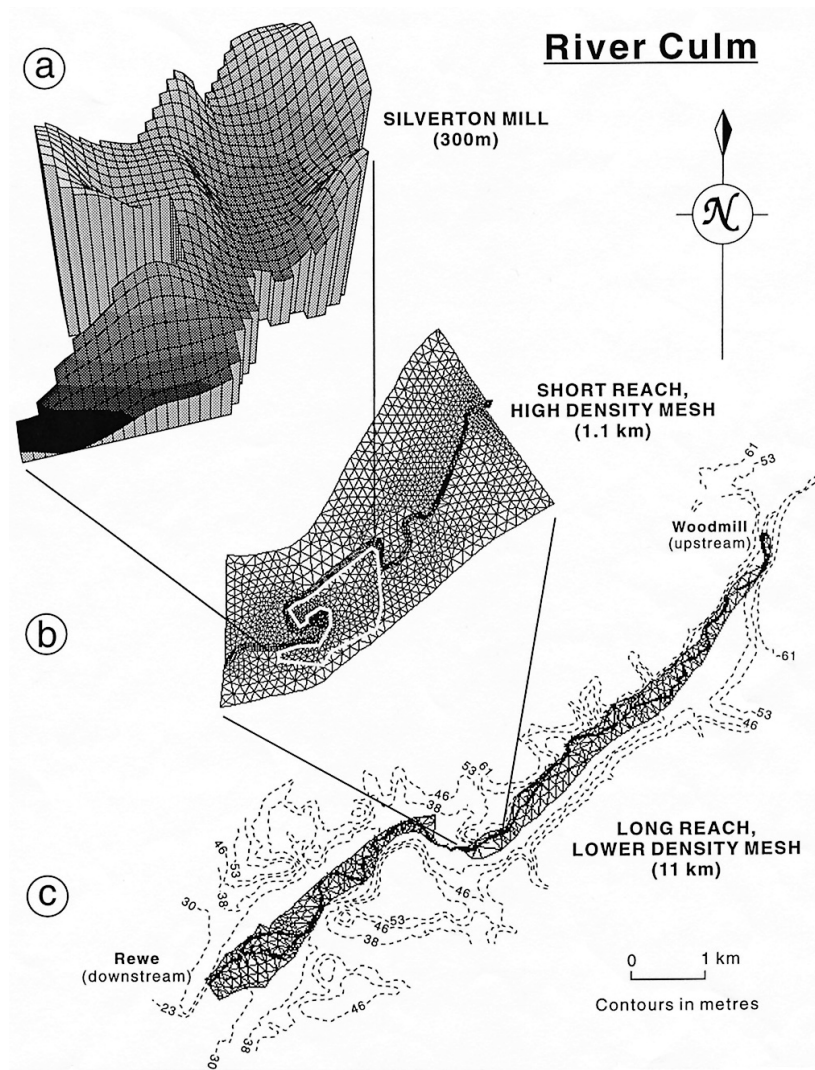 River Culm
a
SILVERTON MILL
(300m)
N
SHORT REACH,
HIGH DENSITY MESH
(1.1 km)
61
53
Woodmill
(upstream)
b
61
53
46
61
53
46
38
LONG REACH,
LOWER DENSITY MESH
(11 km)
46
53
38
c
30
46
46
53
38
Rewe
(downstream)
0 1 km
23
46
Contours in metres
38
30